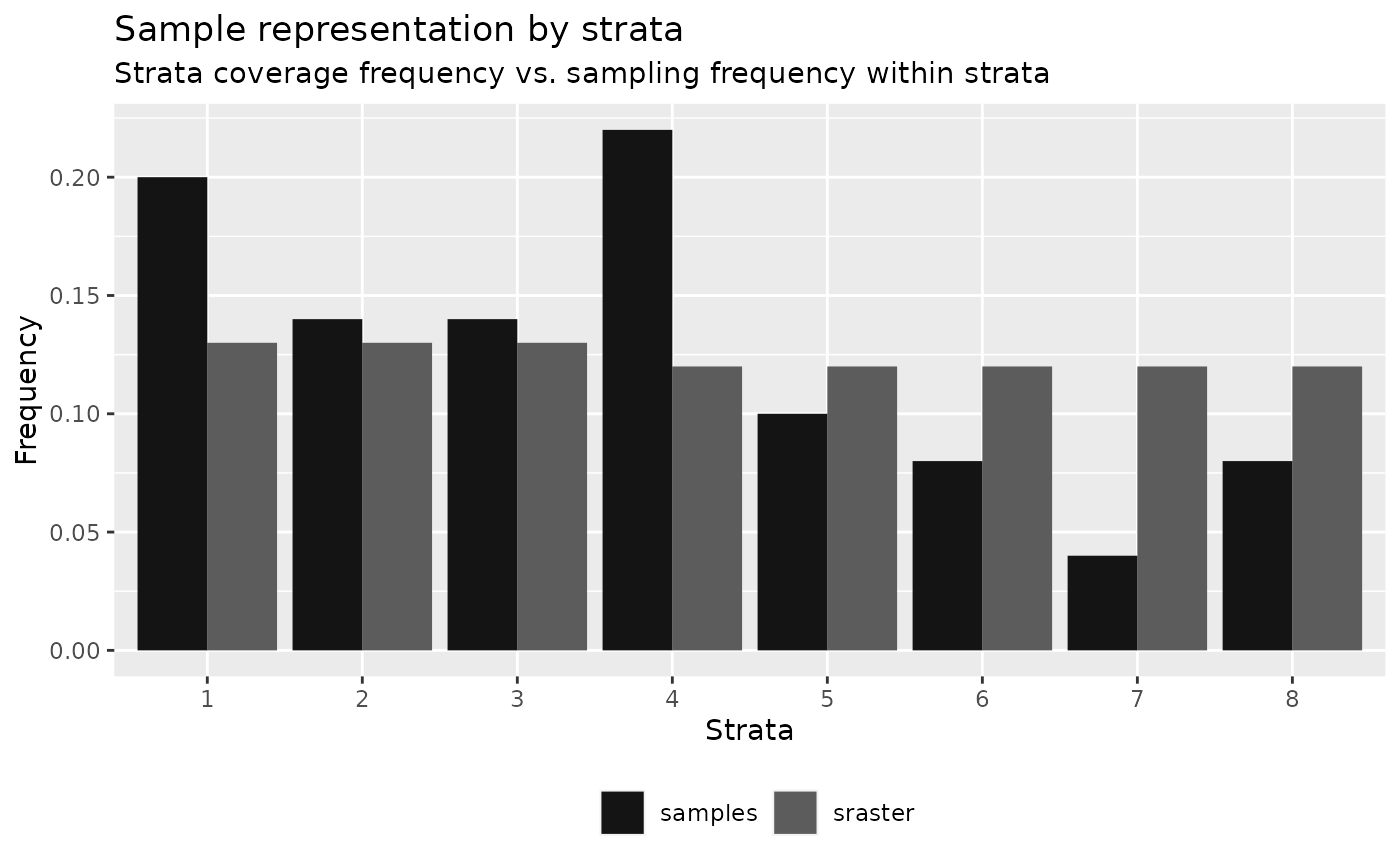 Sample representation by strata
Strata coverage frequency vs. sampling frequency within strata
Frequency
0.20
0.15
0.10
0.05
0.00
1 2 3 4 5 6 7 8
Strata
samples sraster